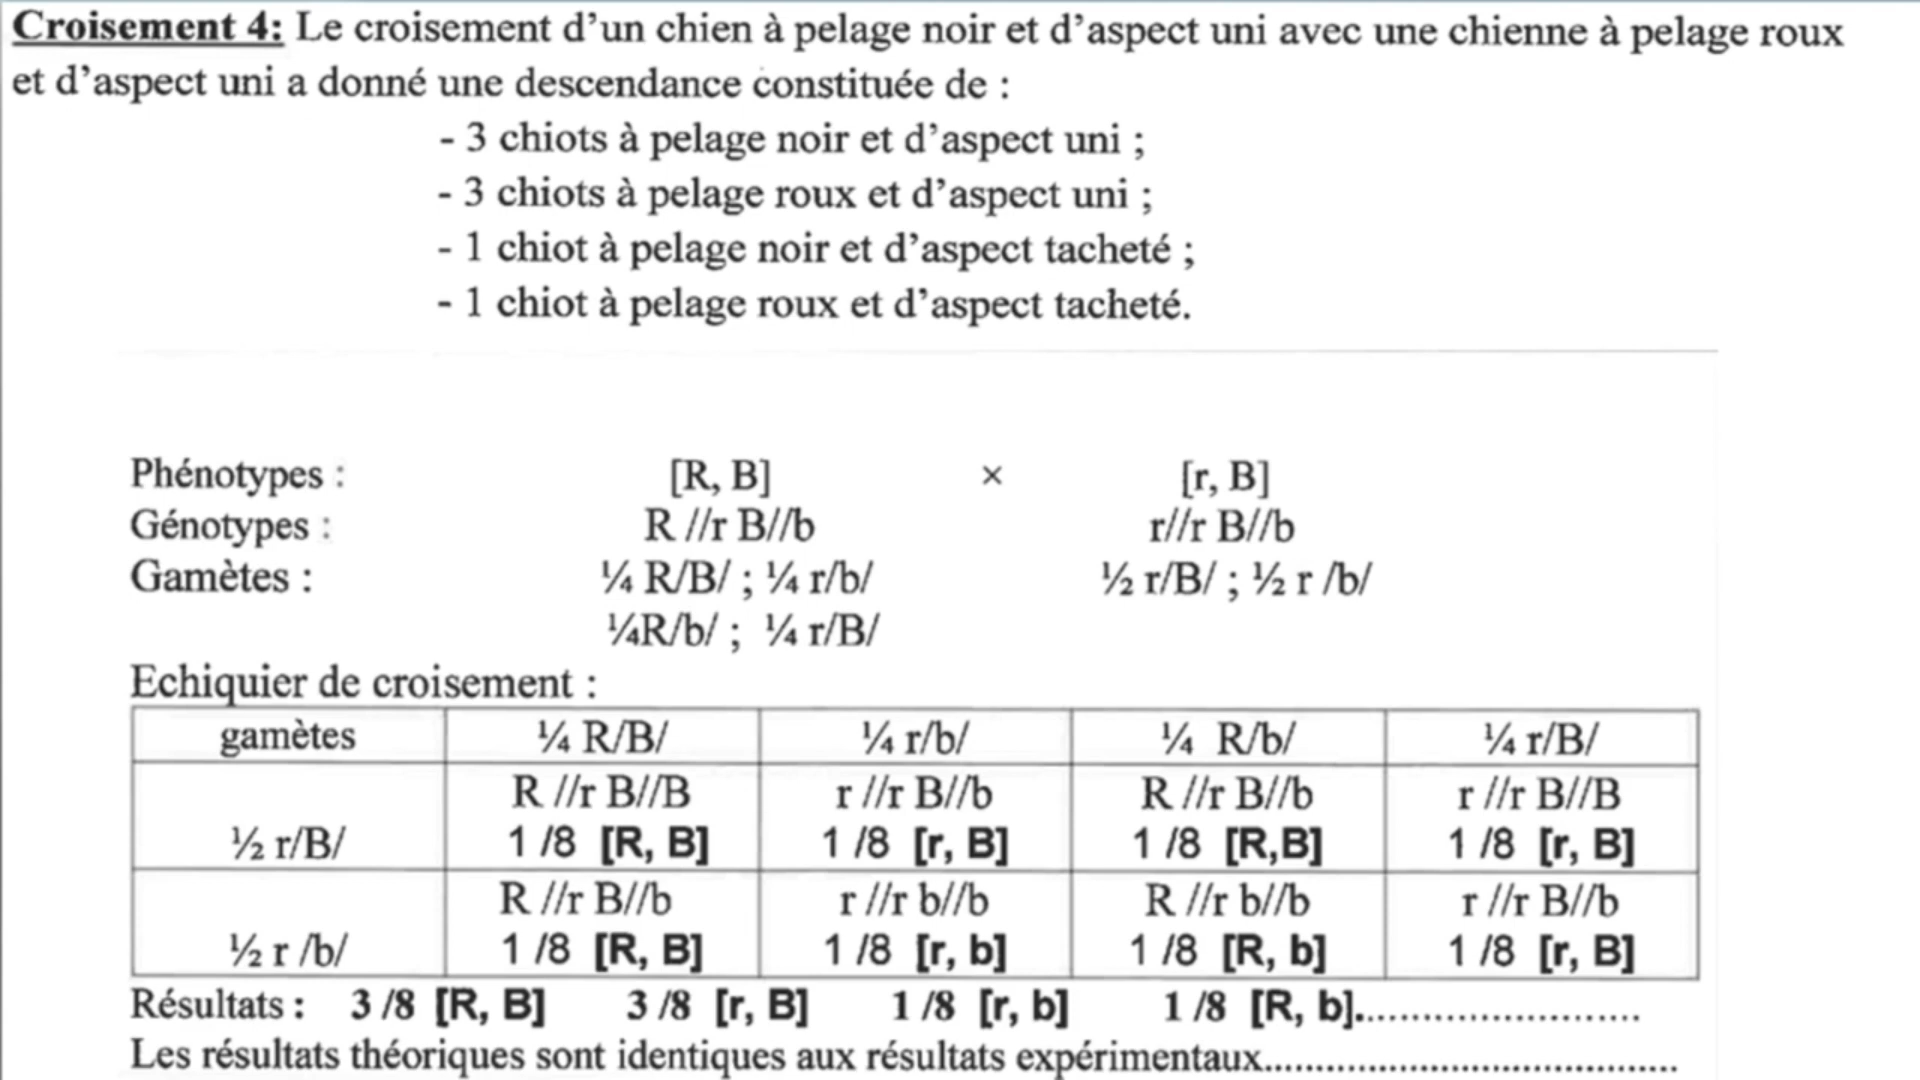 Croisement 4: Le croisement d'un chien à pelage noir et d'aspect uni avec une chienne à pelage roux
et d'aspect uni a donné une descendance constituée de :
- 3 chiots à pelage noir et d'aspect uni ;
- 3 chiots à pelage roux et d'aspect uni ;
- 1 chiot à pelage noir et d'aspect tacheté ;
- 1 chiot à pelage roux et d'aspect tacheté.
Phénotypes : [R, B] × [r, B]
Génotypes : R //r B//b r//r B//b
Gamètes : ¼ R/B/ ; ¼ r/b/ ½ r/B/ ; ½ r /b/
¼R/b/ ; ¼ r/B/
Echiquier de croisement :
gamètes ¼ R/B/ ¼ r/b/ ¼ R/b/ ¼ r/B/
R //r B//B r //r B//b R //r B//b r //r B//B
½ r/B/ 1 /8 [R, B] 1 /8 [r, B] 1 /8 [R,B] 1 /8 [r, B]
R //r B//b r //r b//b R //r b//b r //r B//b
½ r /b/ 1 /8 [R, B] 1 /8 [r, b] 1 /8 [R, b] 1 /8 [r, B]
Résultats : 3 /8 [R, B] 3 /8 [r, B] 1 /8 [r, b] 1 /8 [R, b]..........................
Les résultats théoriques sont identiques aux résultats expérimentaux.......................................